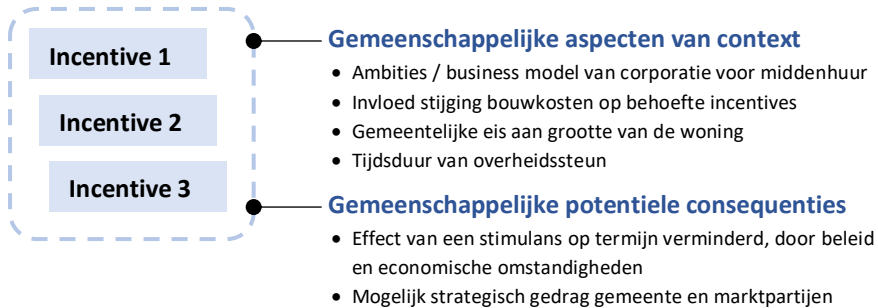 Incentive 1
Incentive 2
Incentive 3
Gemeenschappelijke aspecten van context
• Ambities / business model van corporatie voor middenhuur
• Invloed stijging bouwkosten op behoefte incentives
• Gemeentelijke eis aan grootte van de woning
• Tijdsduur van overheidssteun
Gemeenschappelijke potentiele consequenties
• Effect van een stimulans op termijn verminderd, door beleid
en economische omstandigheden
• Mogelijk strategisch gedrag gemeente en marktpartijen